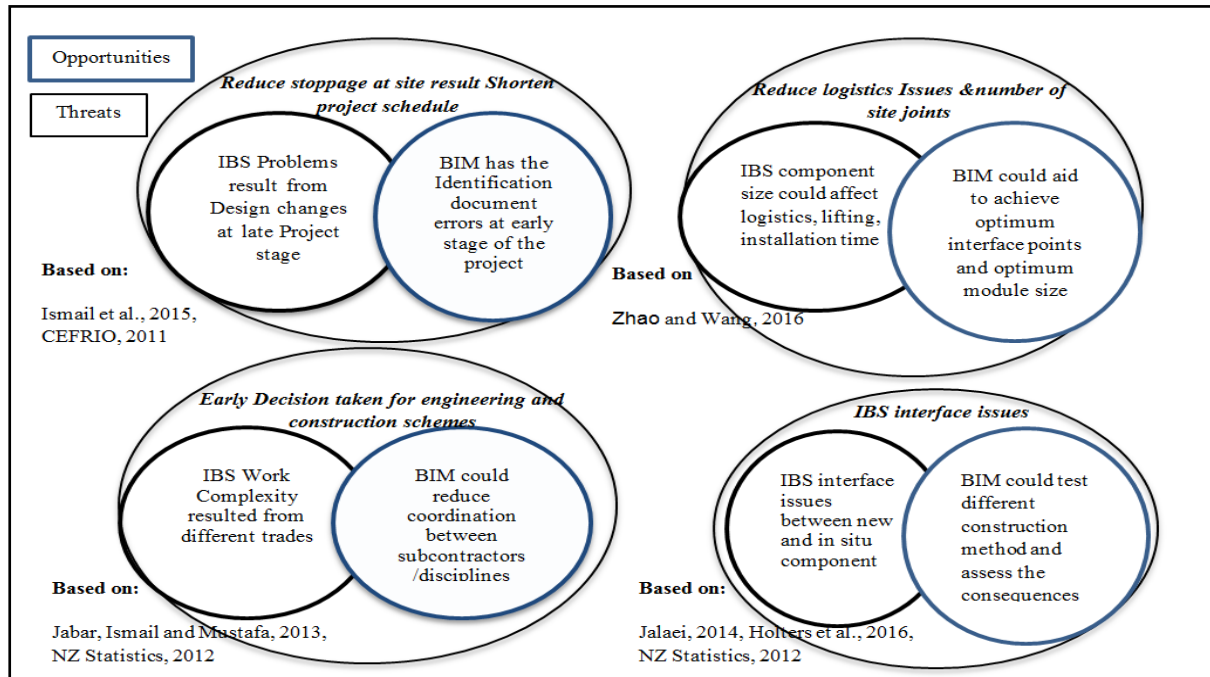 Opportunities
Threats
Reduce stoppage at site result Shorten
project schedule
IBS Problems
result from
Design changes
at late Project
stage
BIM has the
Identification
document
errors at early
stage of the
project
Based on:
Ismail et al., 2015,
CEFRIO, 2011
Reduce logistics Issues &number of
site joints
IBS component
size could affect
logistics, lifting,
installation time
BIM could aid
to achieve
optimum
interface points
and optimum
module size
Based on
Zhao and Wang, 2016
Early Decision taken for engineering and
construction schemes
IBS Work
Complexity
resulted from
different trades
BIM could
reduce
coordination
between
subcontractors
/disciplines
Based on:
Jabar, Ismail and Mustafa, 2013,
NZ Statistics, 2012
IBS interface issues
IBS interface
issues
between new
and in situ
component
BIM could test
different
construction
method and
assess the
consequences
Based on:
Jalaei, 2014, Holters et al., 2016,
NZ Statistics, 2012